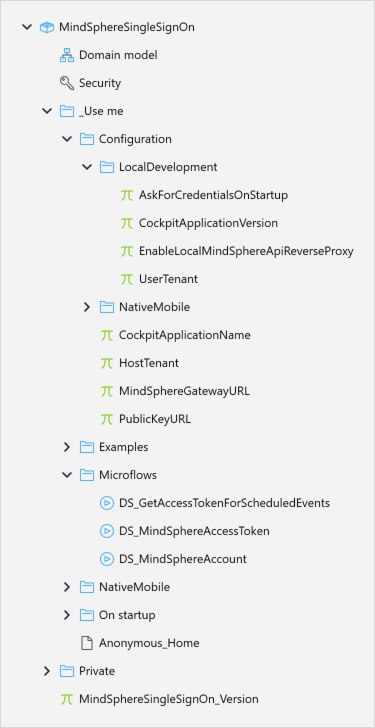 MindSphereSingleSignOn
Domain model
Security
_Use me
Configuration
LocalDevelopment
AskForCredentialsOnStartup
CockpitApplicationVersion
EnableLocalMindSphereApiReverseProxy
UserTenant
NativeMobile
CockpitApplicationName
HostTenant
MindSphereGatewayURL
PublicKeyURL
Examples
Microflows
DS_GetAccessTokenForScheduledEvents
DS_MindSphereAccessToken
DS_MindSphereAccount
NativeMobile
On startup
Anonymous_Home
Private
MindSphereSingleSignOn_Version